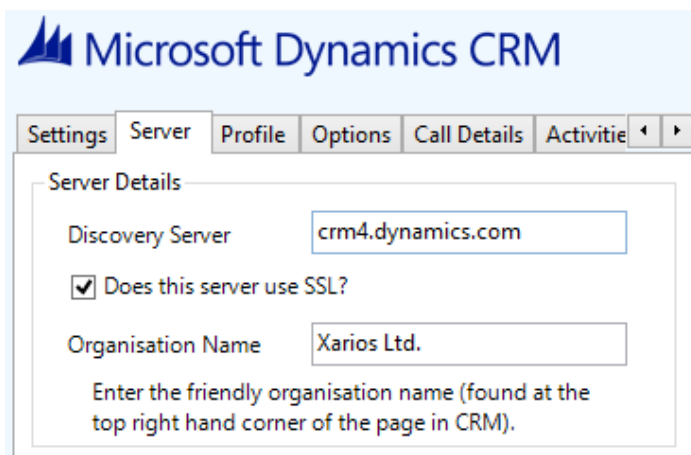 Microsoft Dynamics CRM
Settings Server Profile Options Call Details Activitie
Server Details
Discovery Server crm4.dynamics.com
Does this server use SSL?
Organisation Name Xarios Ltd.
Enter the friendly organisation name (found at the
top right hand corner of the page in CRM).